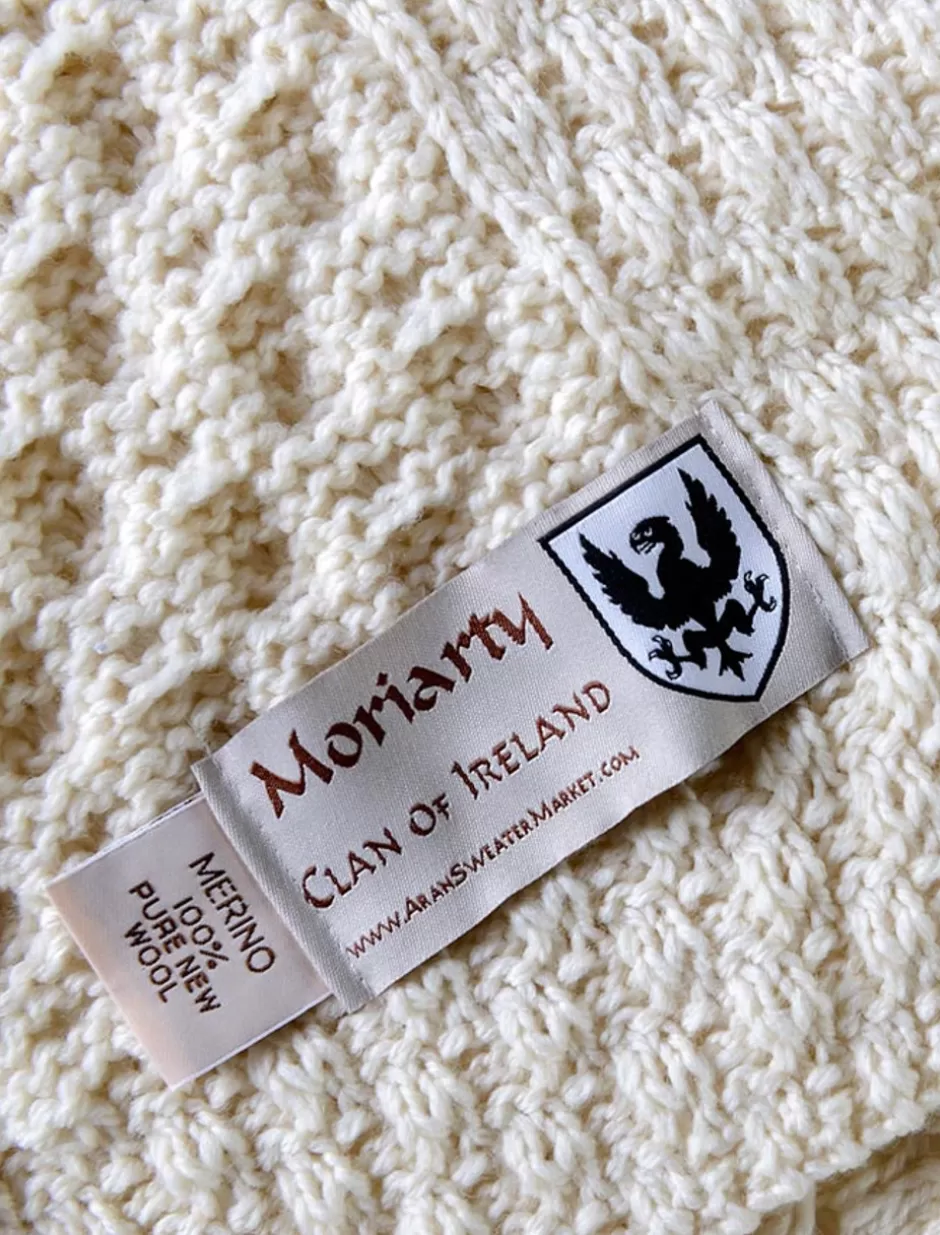 Moriarty
Clan Of Ireland
www.AranSweaterMarket.com
MERINO
100%
PURE NEW
WOOL